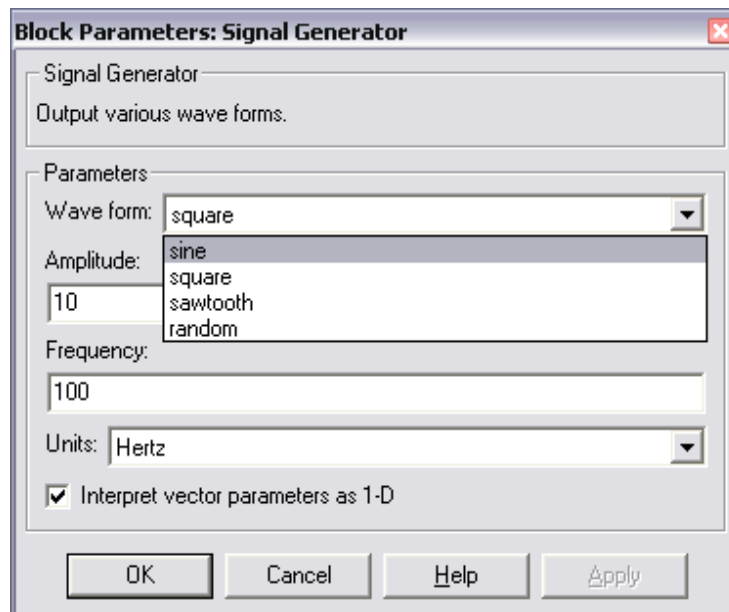 Block Parameters: Signal Generator
Signal Generator
Output various wave forms.
Parameters
Wave form: square
sine
square
sawtooth
random
Amplitude:
10
Frequency:
100
Units: Hertz
Interpret vector parameters as 1-D
OK Cancel Help Apply